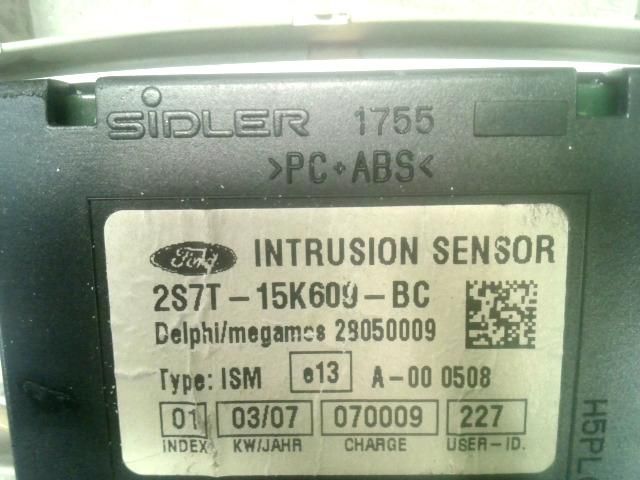 SiDLER 1755
>PC+ABS<
Ford INTRUSION SENSOR
2S7T-15K609-BC
Delphi/megamos 28050009
Type: ISM e13 A-00 0508
01 03/07 070009 227
INDEX KW/JAHR CHARGE USER-ID.
H5PL